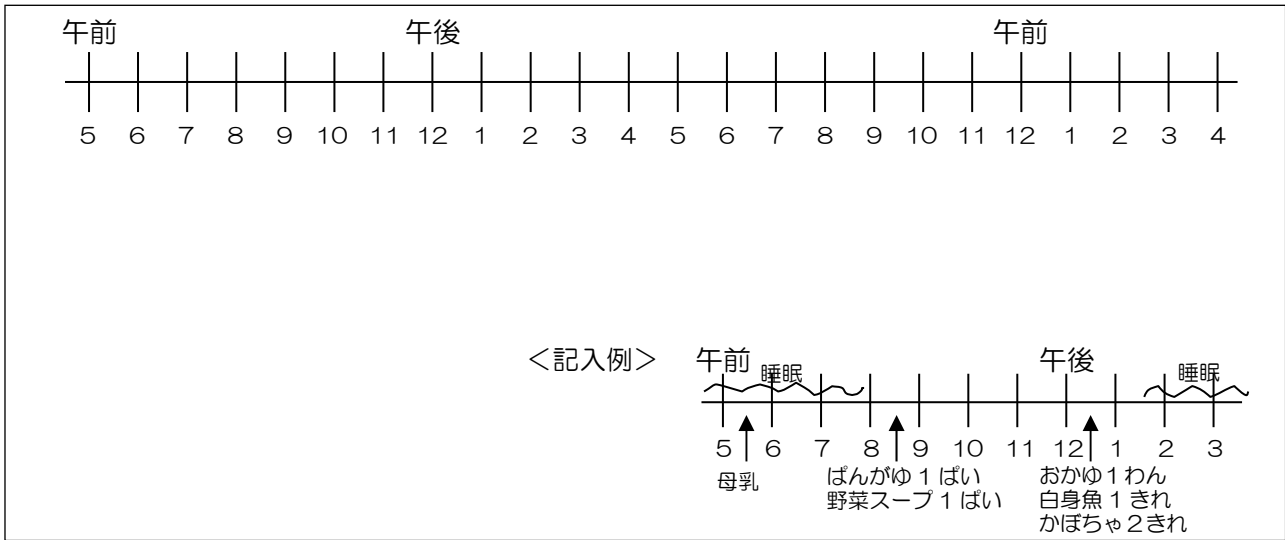 午前 午後 午前
5 6 7 8 9 10 11 12 1 2 3 4 5 6 7 8 9 10 11 12 1 2 3 4
<記入例> 午前 午後
睡眠 睡眠
5 6 7 8 9 10 11 12 1 2 3
母乳 ぱんがゆ1ぱい おかゆ1わん
野菜スープ1ぱい 白身魚1きれ
かぼちゃ2きれ